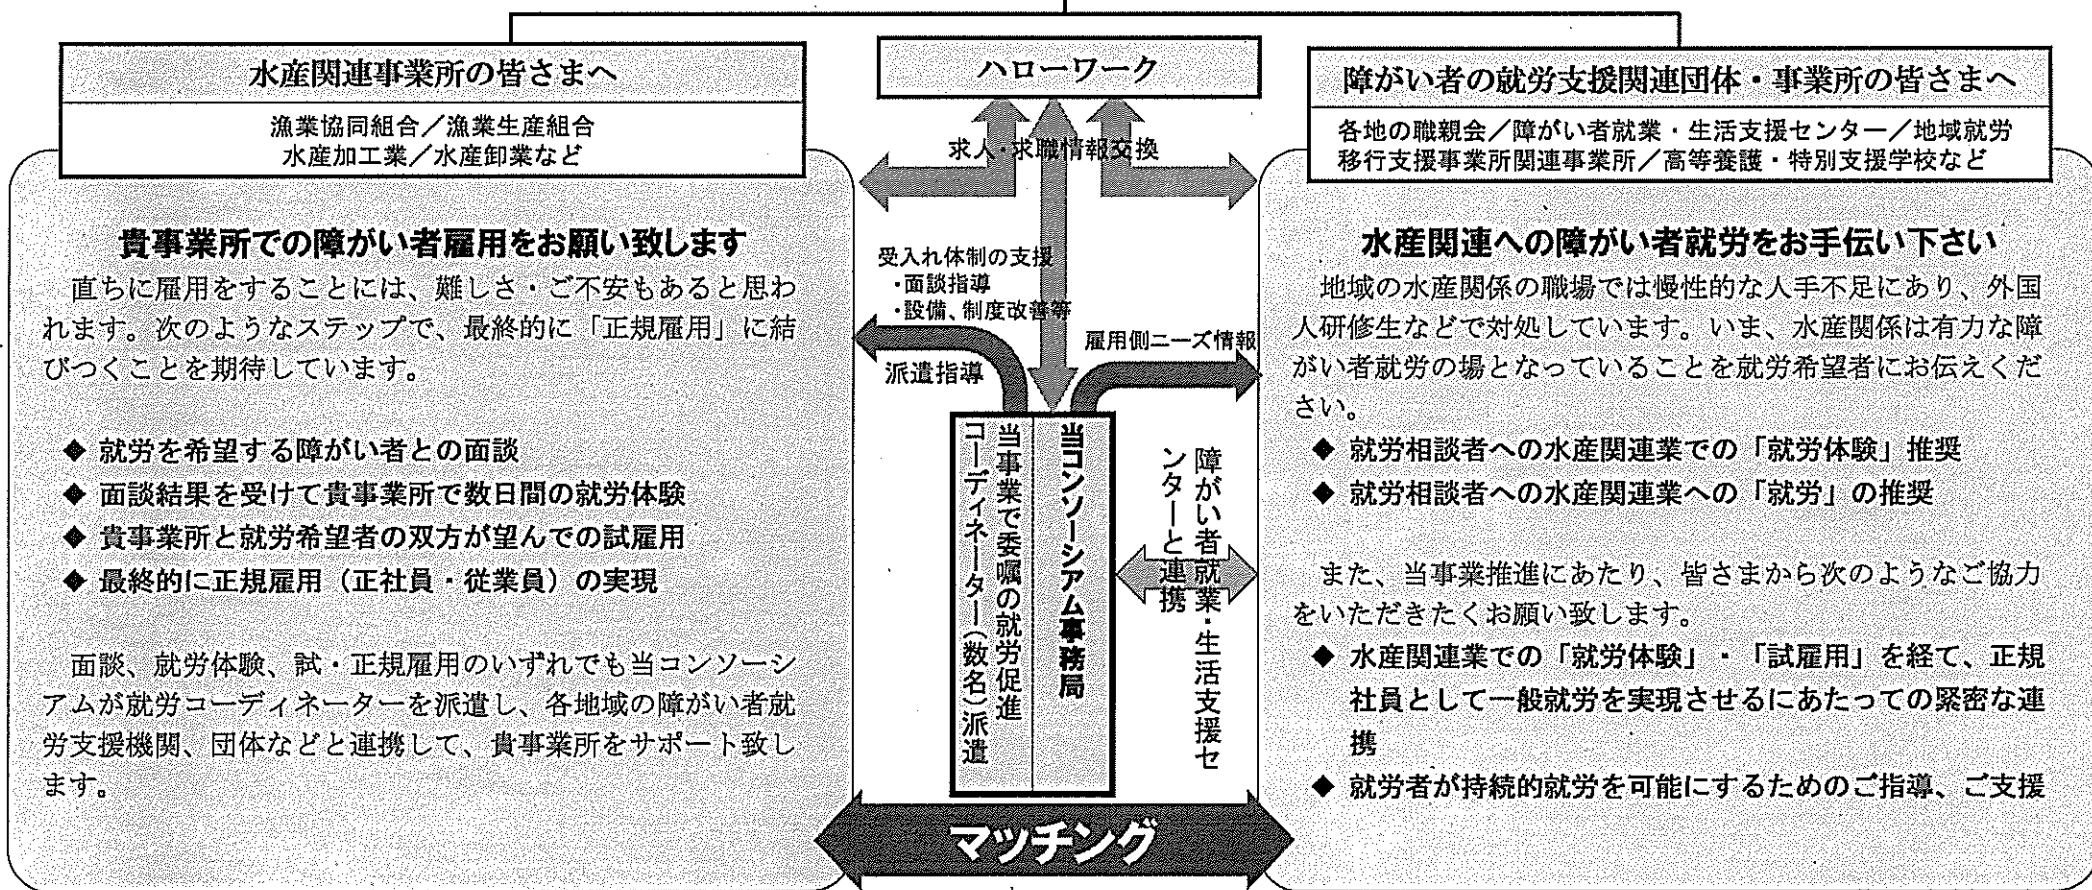 水産関連事業所の皆さまへ
漁業協同組合／漁業生産組合
水産加工業／水産卸業など
貴事業所での障がい者雇用をお願い致します
直ちに雇用をすることには、難しさ・ご不安もあると思わ
れます。次のようなステップで、最終的に「正規雇用」に結
びつくことを期待しています。
◆ 就労を希望する障がい者との面談
◆ 面談結果を受けて貴事業所で数日間の就労体験
◆ 貴事業所と就労希望者の双方が望んでの試雇用
◆ 最終的に正規雇用（正社員・従業員）の実現
面談、就労体験、試・正規雇用のいずれでも当コンソーシ
アムが就労コーディネーターを派遣し、各地域の障がい者就
労支援機関、団体などと連携して、貴事業所をサポート致し
ます。
ハローワーク
求人・求職情報交換
受入れ体制の支援
・面談指導
・設備、制度改善等
雇用側ニーズ情報
派遣指導
当コンソーシアム事務局
当事業で委嘱の就労促進
コーディネーター（数名）派遣
障がい者就業・生活支援セ
ンターと連携
マッチング
障がい者の就労支援関連団体・事業所の皆さまへ
各地の職親会／障がい者就業・生活支援センター／地域就労
移行支援事業所関連事業所／高等養護・特別支援学校など
水産関連への障がい者就労をお手伝い下さい
地域の水産関係の職場では慢性的な人手不足にあり、外国
人研修生などで対処しています。いま、水産関係は有力な障
がい者就労の場となっていることを就労希望者にお伝えくだ
さい。
◆ 就労相談者への水産関連業での「就労体験」推奨
◆ 就労相談者への水産関連業への「就労」の推奨
また、当事業推進にあたり、皆さまから次のようなご協力
をいただきたくお願い致します。
◆ 水産関連業での「就労体験」・「試雇用」を経て、正規
社員として一般就労を実現させるにあたっての緊密な連
携
◆ 就労者が持続的就労を可能にするためのご指導、ご支援